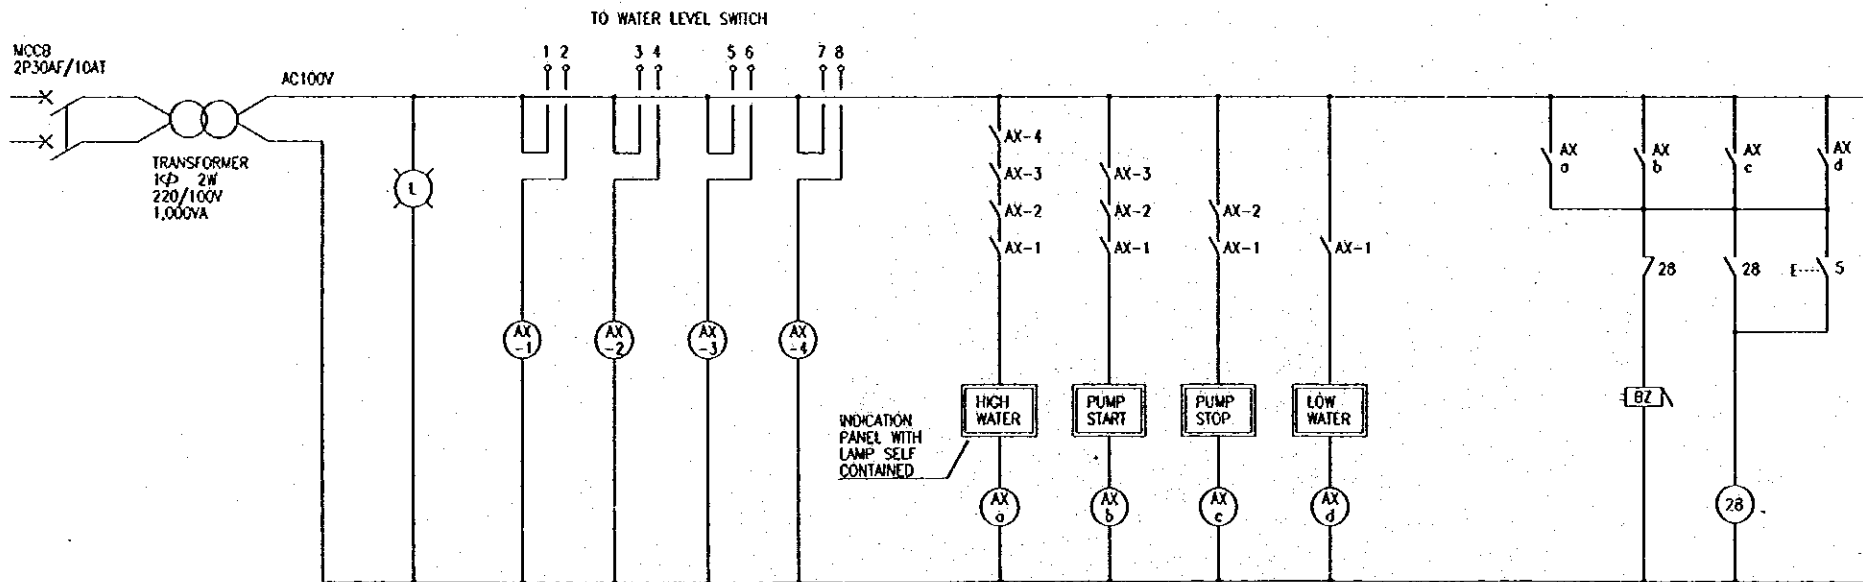 TO WATER LEVEL SWITCH
MCCB
2P30AF/10AT
AC100V
1 2 3 4 5 6 7 8
TRANSFORMER
1ϕ 2W
220/100V
1,000VA
L
AX-4
AX-3 AX-3
AX-2 AX-2 AX-2
AX-1 AX-1 AX-1 AX-1
AX
a
AX
b
AX
c
AX
d
28 28 E 5
AX
-1
AX
-2
AX
-3
AX
-4
INDICATION
PANEL WITH
LAMP SELF
CONTAINED
HIGH
WATER
PUMP
START
PUMP
STOP
LOW
WATER
BZ
AX
a
AX
b
AX
c
AX
d
28